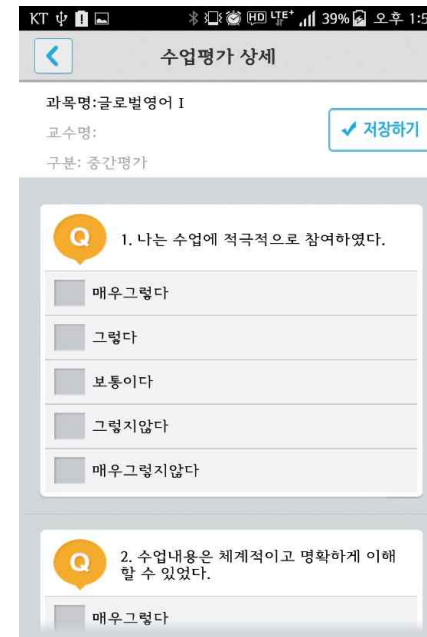 KT 39% 오후 1:5
수업평가 상세
과목명:글로벌영어 I
교수명:
저장하기
구분: 중간평가
Q 1. 나는 수업에 적극적으로 참여하였다.
매우그렇다
그렇다
보통이다
그렇지않다
매우그렇지않다
Q 2. 수업내용은 체계적이고 명확하게 이해
할 수 있었다.
매우그렇다